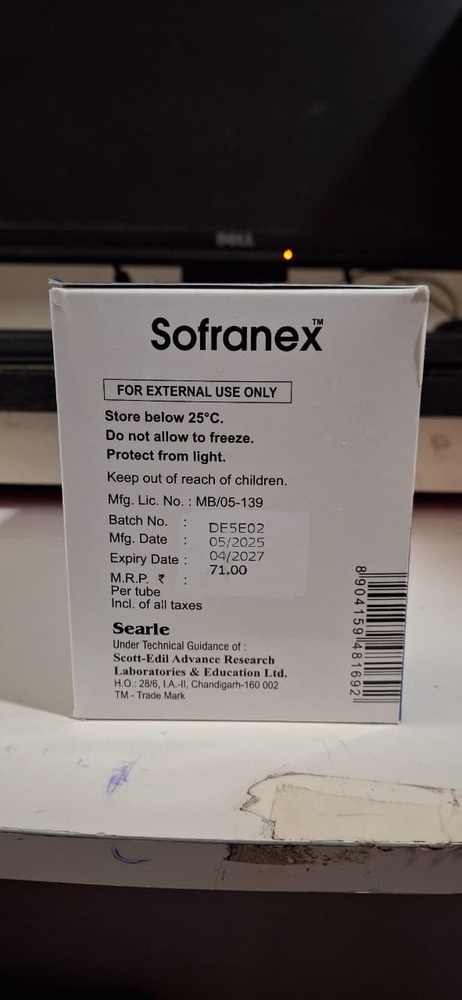 DELL
Sofranex™
FOR EXTERNAL USE ONLY
Store below 25°C.
Do not allow to freeze.
Protect from light.
Keep out of reach of children.
Mfg. Lic. No. : MB/05-139
Batch No. : DE5E02
Mfg. Date : 05/2025
Expiry Date : 04/2027
M.R.P. ₹ : 71.00
Per tube
Incl. of all taxes
Searle
Under Technical Guidance of :
Scott-Edil Advance Research
Laboratories & Education Ltd.
H.O.: 28/6, I.A.-II, Chandigarh-160 002
TM - Trade Mark
8 904159 481692